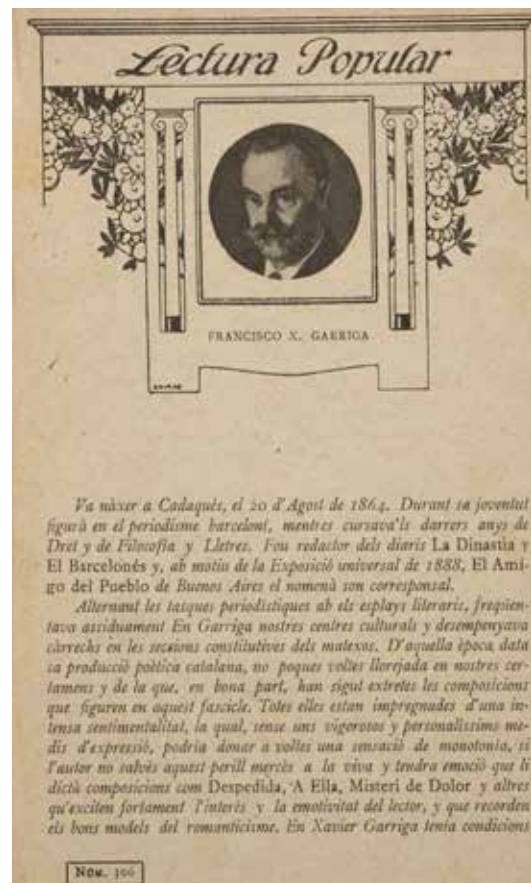 Lectura Popular
FRANCISCO X. GARRIGA
Va nàxer a Cadaqués, el 20 d'Agost de 1864. Durant sa joventut
figurà en el periodisme barceloní, mentres cursava'ls darrers anys de
Dret y de Filosofía y Lletres. Fou redactor dels diaris La Dinastía y
El Barcelonés y, ab motiu de la Exposició universal de 1888, El Ami-
go del Pueblo de Buenos Aires el nomenà son corresponsal.
Alternant les tasques periodístiques ab els esplays literaris, freqüen-
tava assiduament En Garriga nostres centres culturals y desempenyava
càrrechs en les seccions constitutives dels matexos. D'aquella època data
sa producció poètica catalana, no poques voltes llorejada en nostres cer-
tamens y de la que, en bona part, han sigut extretes les composicions
que figuren en aquest fascicle. Totes elles estan impregnades d'una in-
tensa sentimentalitat, la qual, sense uns vigorosos y personalíssims me-
dis d'expressió, podria donar a voltes una sensació de monotonia, si
l'autor no salvés aquest perill mercès a la viva y tendra emoció que li
dictà composicions com Despedida, A Ella, Misteri de Dolor y altres
qu'exciten fortament l'interès y la emotivitat del lector, y que recorden
els bons models del romanticisme. En Xavier Garriga tenia condicions
Núm. 306